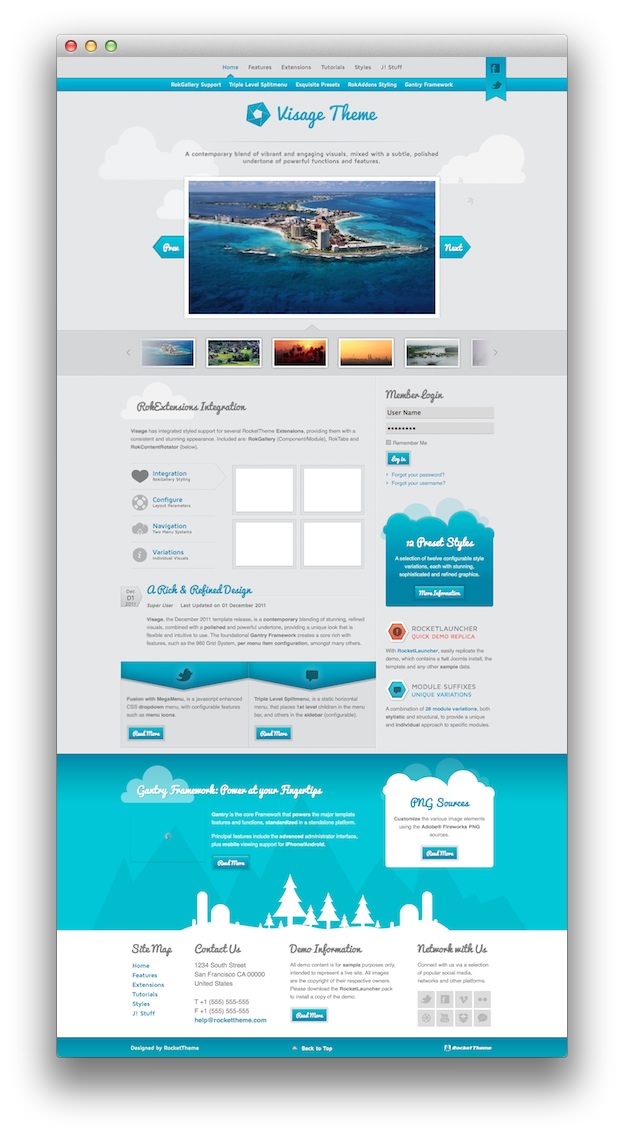 Home Features Extensions Tutorials Styles J! Stuff
RokGallery Support Triple Level Splitmenu Exquisite Presets RokAddons Styling Gantry Framework
Visage Theme
A contemporary blend of vibrant and engaging visuals, mixed with a subtle, polished
undertone of powerful functions and features.
Prev
Next
RokExtensions Integration
Visage has integrated styled support for several RocketTheme Extensions, providing them with a
consistent and stunning appearance. Included are: RokGallery (Component/Module), RokTabs and
RokContentRotator (below).
Integration
RokGallery Styling
Configure
Layout Parameters
Navigation
Two Menu Systems
Variations
Individual Visuals
Dec
01
2011
A Rich & Refined Design
Super User Last Updated on 01 December 2011
Visage, the December 2011 template release, is a contemporary blending of stunning, refined
visuals, combined with a polished and powerful undertone, providing a unique look that is
flexible and intuitive to use. The foundational Gantry Framework creates a core rich with
features, such as the 960 Grid System, per menu item configuration, amongst many others.
Fusion with MegaMenu, is a javascript enhanced
CSS dropdown menu, with configurable features
such as menu icons.
Read More
Triple Level Splitmenu, is a static horizontal
menu, that places 1st level children in the menu
bar, and others in the sidebar (configurable).
Read More
Member Login
User Name
Remember Me
Log in
Forgot your password?
Forgot your username?
12 Preset Styles
A selection of twelve configurable style
variations, each with stunning,
sophisticated and refined graphics.
More Information
ROCKETLAUNCHER
QUICK DEMO REPLICA
With RocketLauncher, easily replicate the
demo, which contains a full Joomla install, the
template and any other sample data.
MODULE SUFFIXES
UNIQUE VARIATIONS
A combination of 26 module variations, both
stylistic and structural, to provide a unique
and individual approach to specific modules.
Gantry Framework: Power at your Fingertips
Gantry is the core Framework that powers the major template
features and functions, standardized in a standalone platform.
Principal features include the advanced administrator interface,
plus mobile viewing support for iPhone/Android.
Read More
PNG Sources
Customize the various image elements
using the Adobe® Fireworks PNG
sources.
Read More
Site Map
Home
Features
Extensions
Tutorials
Styles
J! Stuff
Contact Us
1234 South Street
San Francisco CA 00000
United States
T +1 (555) 555-555
F +1 (555) 555-555
help@rockettheme.com
Demo Information
All demo content is for sample purposes only,
intended to represent a live site. All images
are the copyright of their respective owners.
Please download the RocketLauncher pack
to install a copy of the demo.
Read More
Network with Us
Connect with us via a selection
of popular social media,
networks and other platforms.
Designed by RocketTheme
Back to Top
RocketTheme